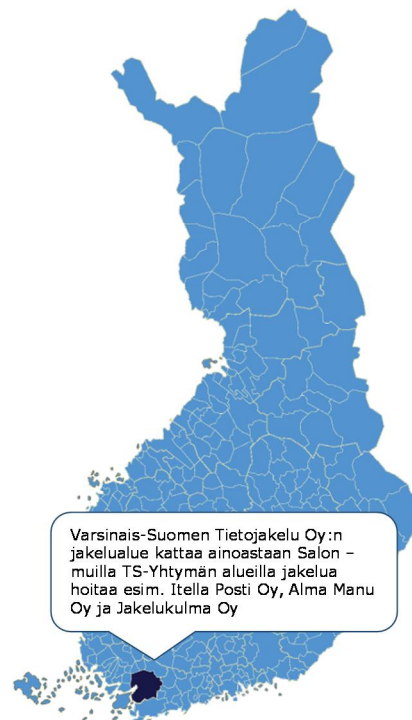 Varsinais-Suomen Tietojakelu Oy:n
jakelualue kattaa ainoastaan Salon –
muilla TS-Yhtymän alueilla jakelua
hoitaa esim. Itella Posti Oy, Alma Manu
Oy ja Jakelukulma Oy